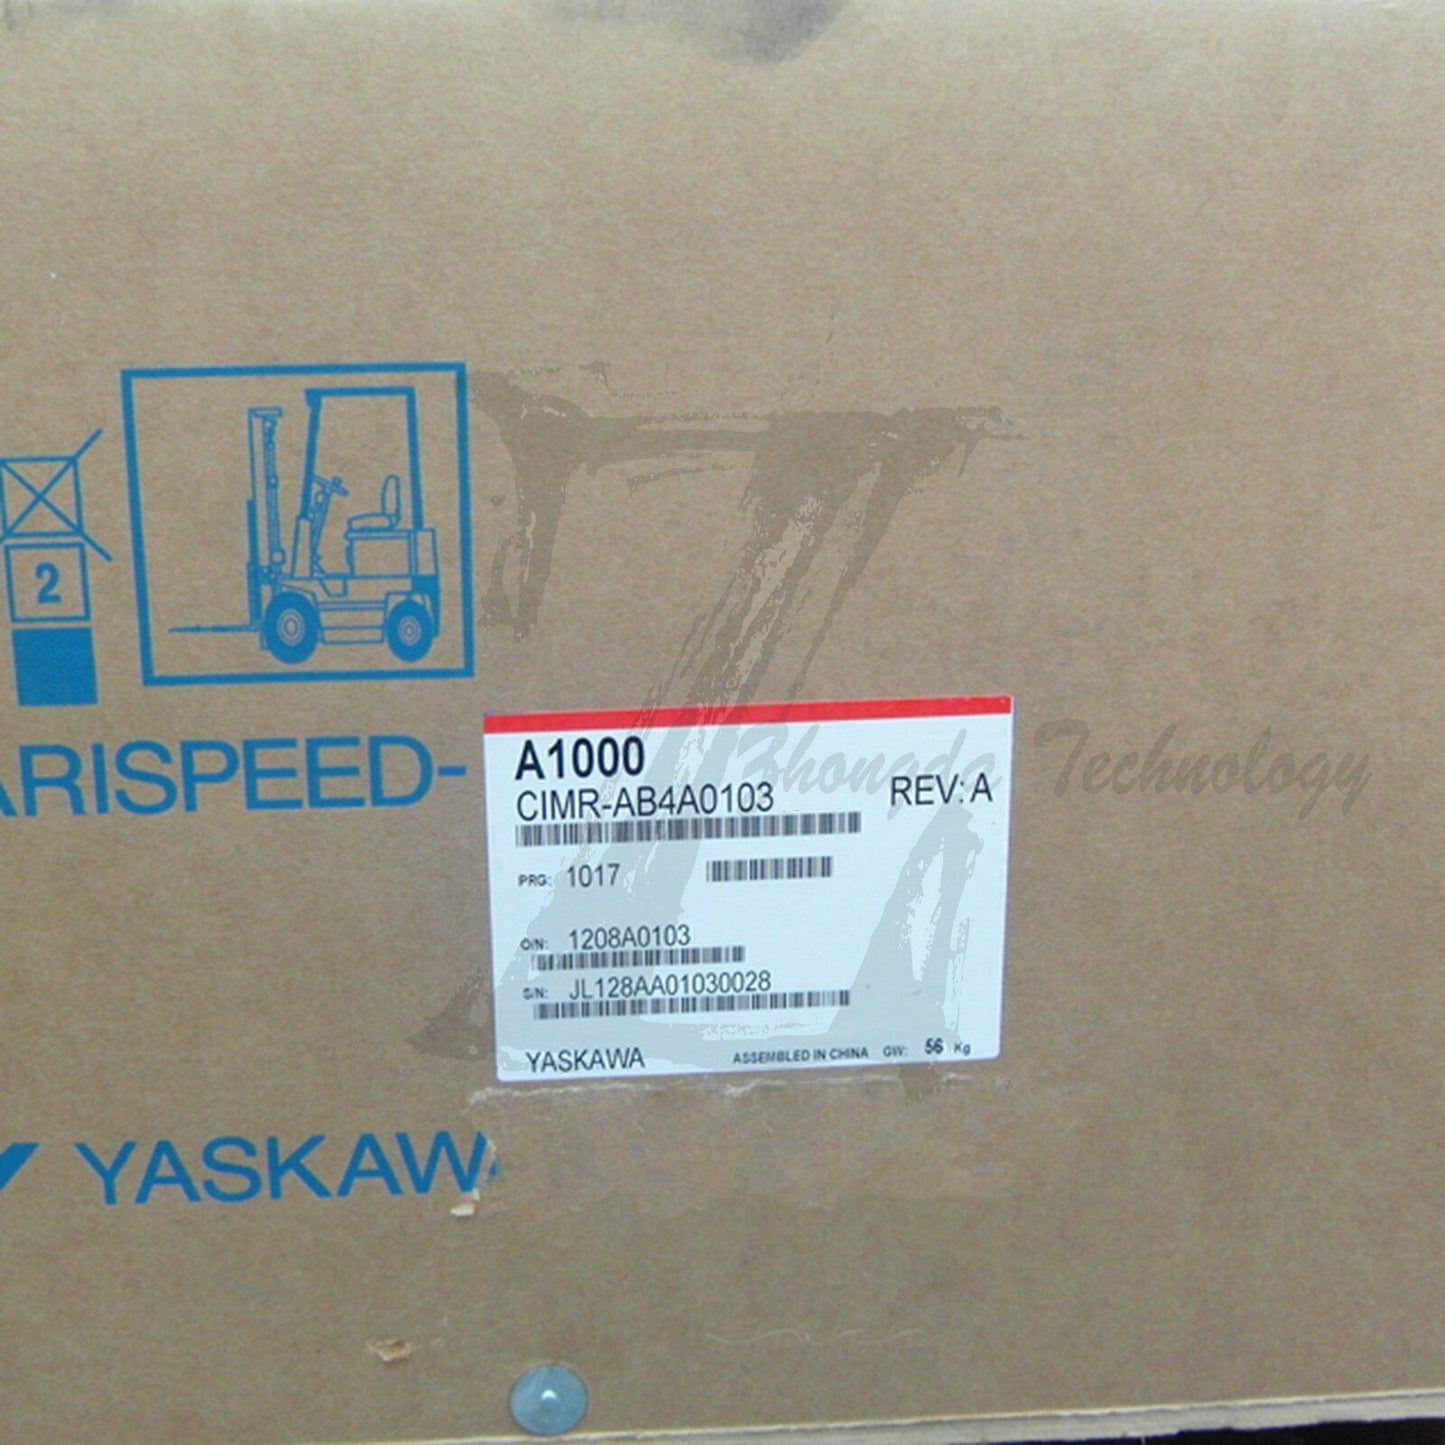 2
ARISPEED-
A1000
CIMR-AB4A0103
REV: A
PRG: 1017
O/N: 1208A0103
S/N: JL128AA01030028
YASKAWA
ASSEMBLED IN CHINA GW: 56 Kg
Zhongda Technology
YASKAWA